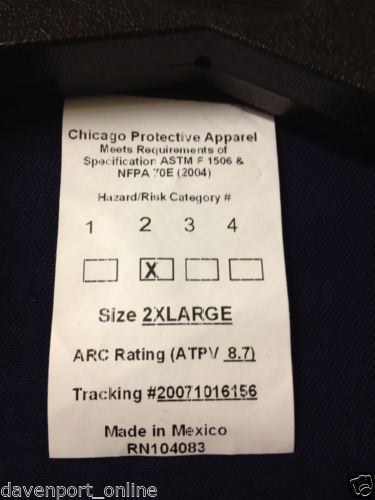 Chicago Protective Apparel
Meets Requirements of
Specification ASTM F 1506 &
NFPA 70E (2004)
Hazard/Risk Category #
1 2 3 4
X
Size 2XLARGE
ARC Rating (ATPV 8.7)
Tracking #20071016156
Made in Mexico
RN104083
davenport_online